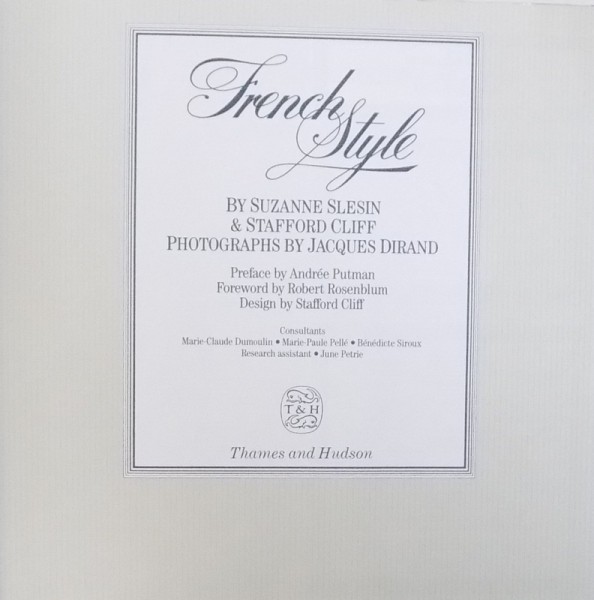 French
Style
BY SUZANNE SLESIN
& STAFFORD CLIFF
PHOTOGRAPHS BY JACQUES DIRAND
Preface by Andrée Putman
Foreword by Robert Rosenblum
Design by Stafford Cliff
Consultants
Marie-Claude Dumoulin • Marie-Paule Pellé • Bénédicte Siroux
Research assistant • June Petrie
T & H
Thames and Hudson